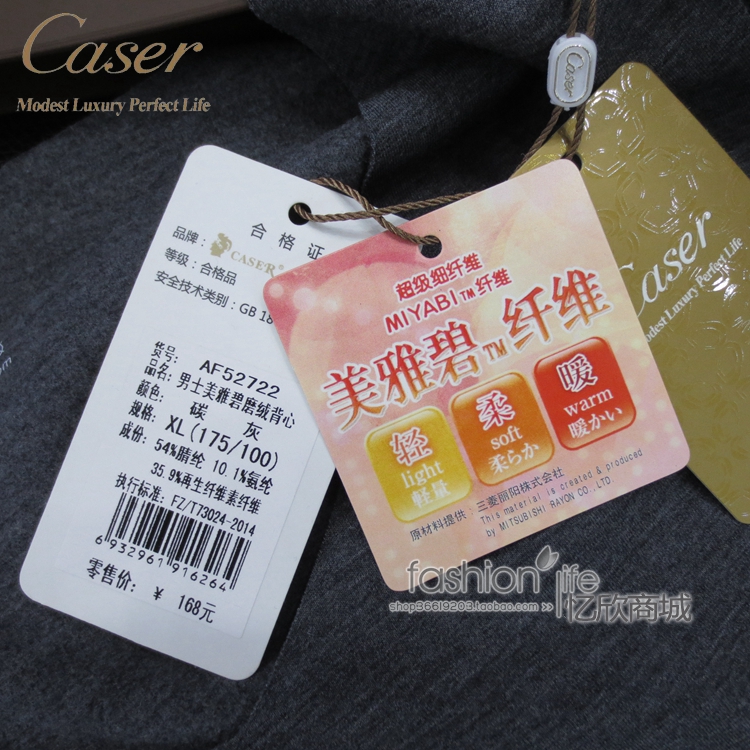 Caser
Modest Luxury Perfect Life
Caser
合格证
品牌: CASER®
等级: 合格品
安全技术类别: GB 18
货号: AF52722
品名: 男士美雅碧磨绒背心
颜色: 碳 灰
规格: XL(175/100)
成份: 54%腈纶 10.1%氨纶
35.9%再生纤维素纤维
执行标准: FZ/T73024-2014
6 932961 916264
零售价: ¥ 168元
超级细纤维
MIYABI™纤维
美雅碧™纤维
轻
light
軽量
柔
soft
柔らか
暖
warm
暖かい
原材料提供: 三菱丽阳株式会社
This material is created & produced
by MITSUBISHI RAYON CO., LTD.
Caser
Modest Luxury Perfect Life
fashion life
shop36619203.taobao.com >>
忆欣商城